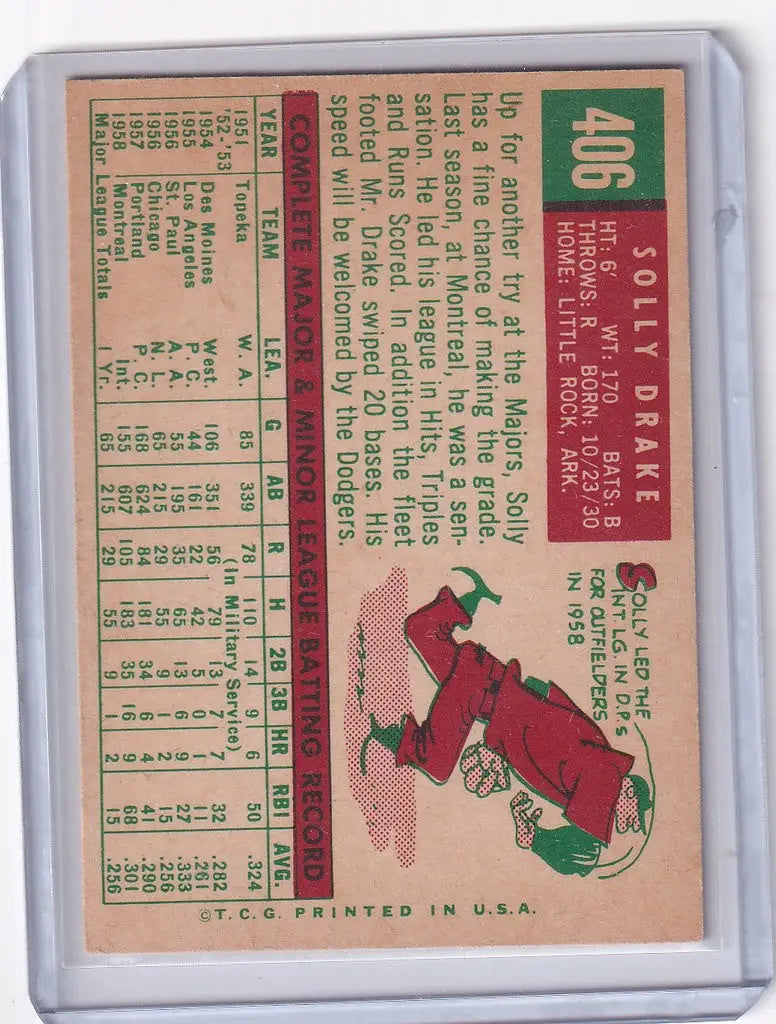 406
SOLLY DRAKE
HT: 6' WT: 170 BATS: B
THROWS: R BORN: 10/23/30
HOME: LITTLE ROCK, ARK.
Up for another try at the Majors, Solly
has a fine chance of making the grade.
Last season, at Montreal, he was a sen-
sation. He led his league in Hits, Triples
and Runs Scored. In addition the fleet
footed Mr. Drake swiped 20 bases. His
speed will be welcomed by the Dodgers.
SOLLY LED THE
INT LG. IN D.P.S
FOR OUTFIELDERS
IN 1958
COMPLETE MAJOR & MINOR LEAGUE BATTING RECORD
YEAR TEAM LEA. G AB R H 2B 3B HR RBI AVG.
1951 Topeka W. A. 85 339 78 110 14 9 6 50 .324
'52-'53 (In Military Service)
1954 Des Moines West. 106 351 56 79 13 7 7 32 .282
1955 Los Angeles P. C. 44 161 22 42 5 0 1 11 .261
1956 St. Paul A. A. 55 195 35 65 13 6 7 27 .333
1956 Chicago N. L. 65 215 29 55 9 1 2 15 .256
1957 Portland P. C. 168 624 84 181 34 6 4 41 .290
1958 Montreal Int. 155 607 105 183 35 16 9 68 .301
Major League Totals 1 Yr. 65 215 29 55 9 1 2 15 .256
©T.C.G. PRINTED IN U.S.A.